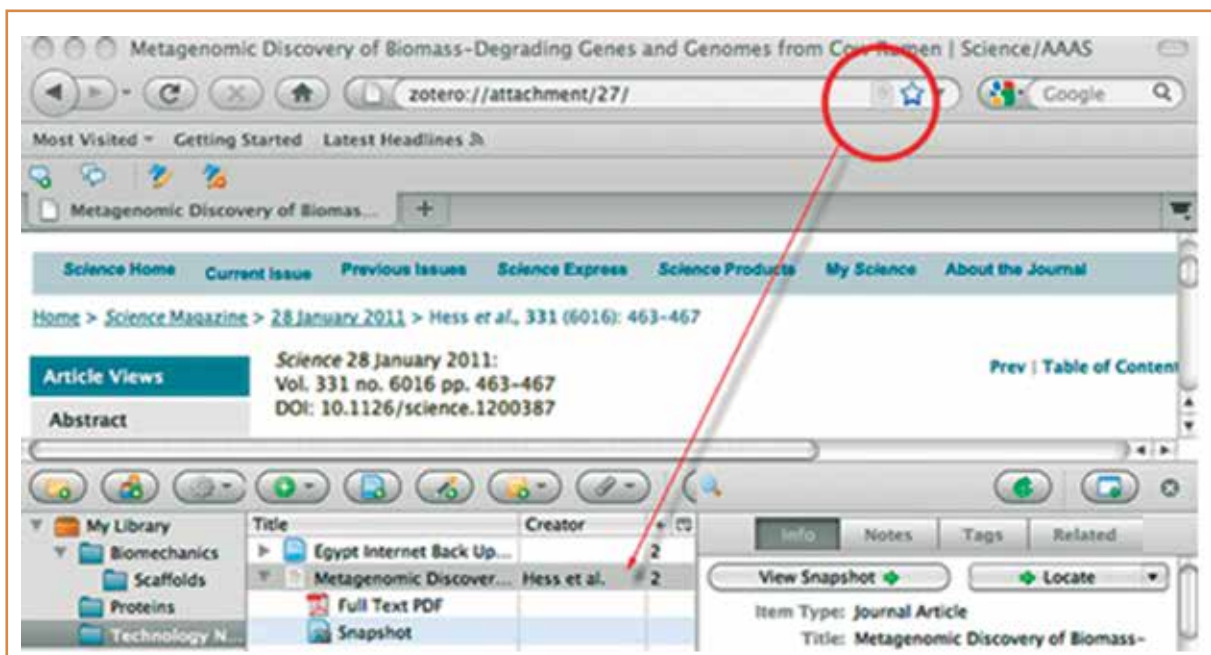 Metagenomic Discovery of Biomass-Degrading Genes and Genomes from Cow Rumen | Science/AAAS
zotero://attachment/27/
Google
Most Visited Getting Started Latest Headlines
Metagenomic Discovery of Biomas... +
Science Home Current Issue Previous Issues Science Express Science Products My Science About the Journal
Home > Science Magazine > 28 January 2011 > Hess et al., 331 (6016): 463-467
Article Views
Abstract
Science 28 January 2011:
Vol. 331 no. 6016 pp. 463-467
DOI: 10.1126/science.1200387
Prev | Table of Conten
My Library
Biomechanics
Scaffolds
Proteins
Technology N...
Title Creator
Egypt Internet Back Up... 2
Metagenomic Discover... Hess et al. 2
Full Text PDF
Snapshot
Info Notes Tags Related
View Snapshot Locate
Item Type: Journal Article
Title: Metagenomic Discovery of Biomass-